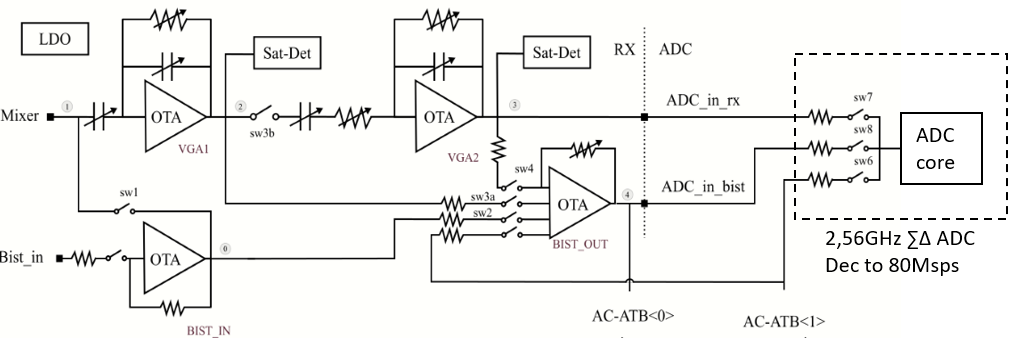 LDO
Sat-Det
Sat-Det
RX
ADC
Mixer
1
OTA
VGA1
2
sw3b
OTA
VGA2
3
ADC_in_rx
sw7
sw8
sw6
ADC
core
sw1
sw4
sw3a
sw2
OTA
BIST_OUT
4
ADC_in_bist
Bist_in
OTA
0
BIST_IN
2,56GHz ∑Δ ADC
Dec to 80Msps
AC-ATB<0>
AC-ATB<1>